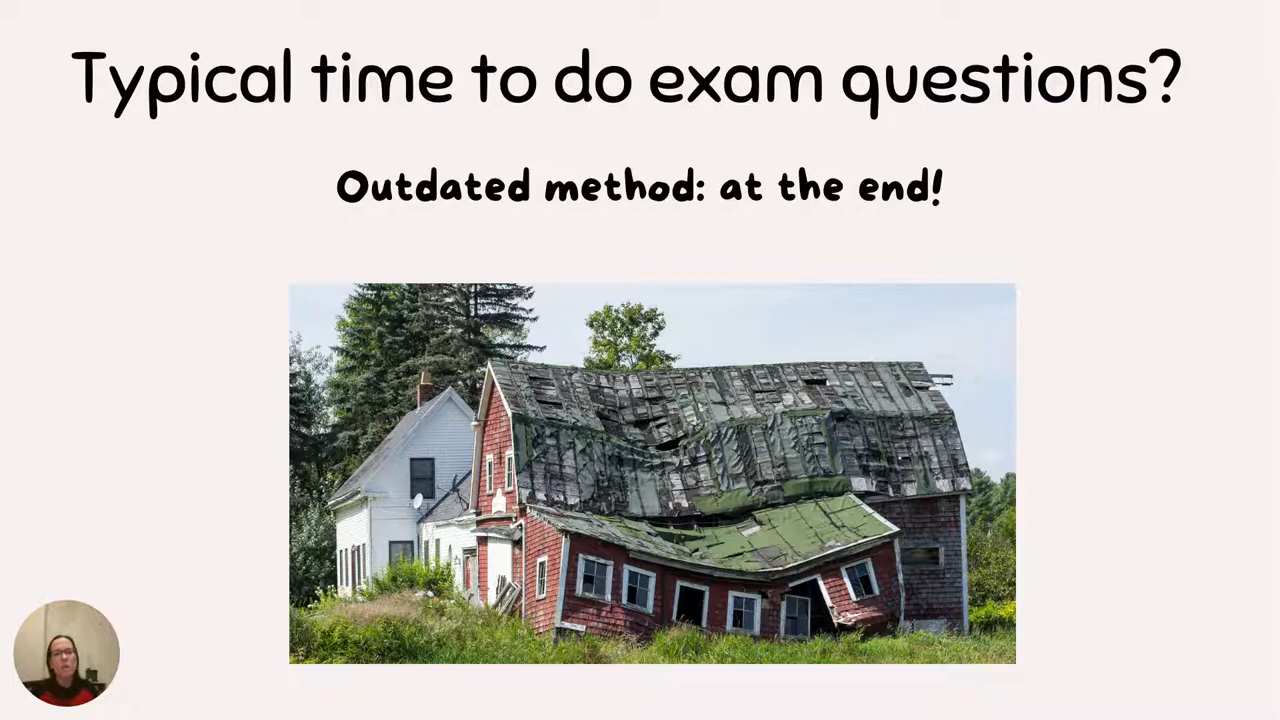 Typical time to do exam questions?
Outdated method: at the end!